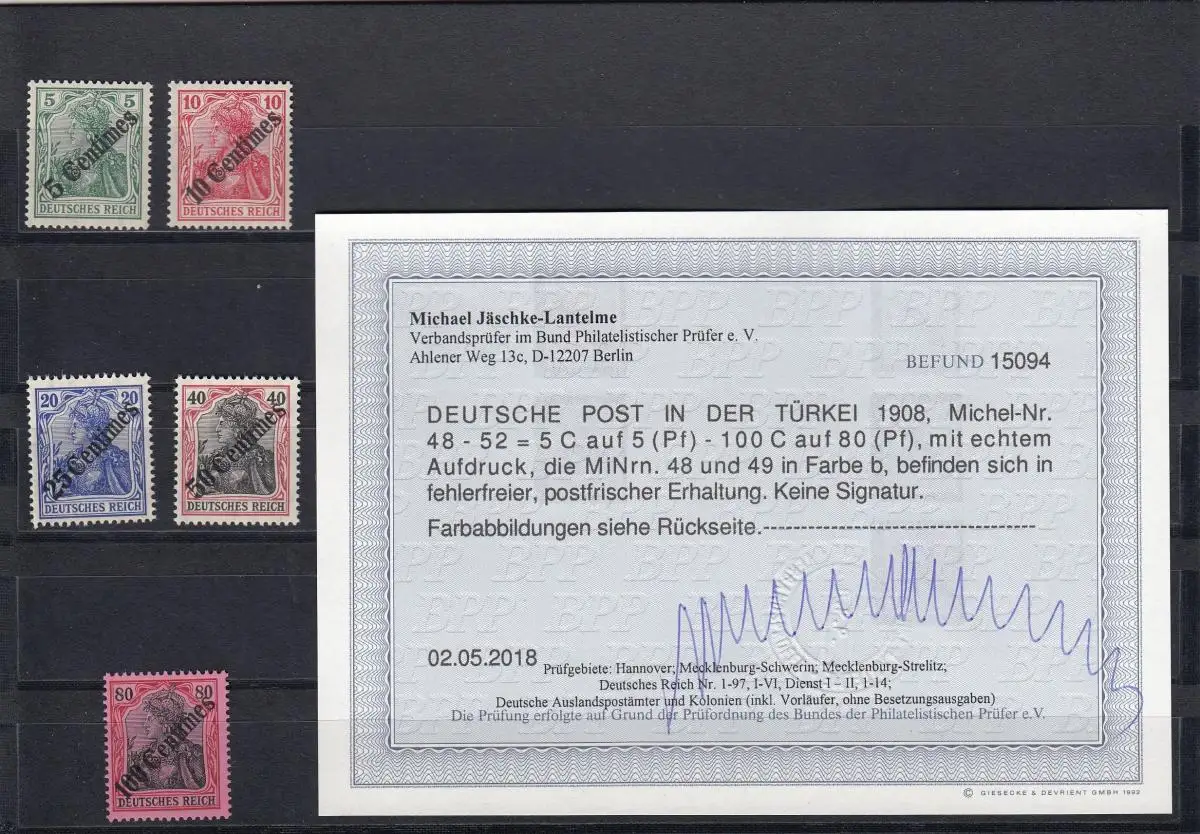 5 5
5 Centimes
DEUTSCHES REICH
10 10
10 Centimes
DEUTSCHES REICH
20 20
25 Centimes
DEUTSCHES REICH
40 40
50 Centimes
DEUTSCHES REICH
80 80
100 Centimes
DEUTSCHES REICH
Michael Jäschke-Lantelme
Verbandsprüfer im Bund Philatelistischer Prüfer e. V.
Ahlener Weg 13c, D-12207 Berlin
BEFUND 15094
DEUTSCHE POST IN DER TÜRKEI 1908, Michel-Nr.
48 - 52 = 5 C auf 5 (Pf) - 100 C auf 80 (Pf), mit echtem
Aufdruck, die MiNrn. 48 und 49 in Farbe b, befinden sich in
fehlerfreier, postfrischer Erhaltung. Keine Signatur.
Farbabbildungen siehe Rückseite.------------------------------------
02.05.2018
Prüfgebiete: Hannover; Mecklenburg-Schwerin; Mecklenburg-Strelitz;
Deutsches Reich Nr. 1-97, I-VI, Dienst I – II, 1-14;
Deutsche Auslandspostämter und Kolonien (inkl. Vorläufer, ohne Besetzungsausgaben)
Die Prüfung erfolgte auf Grund der Prüfordnung des Bundes der Philatelistischen Prüfer e.V.
© GIESECKE & DEVRIENT GMBH 1992
BPP